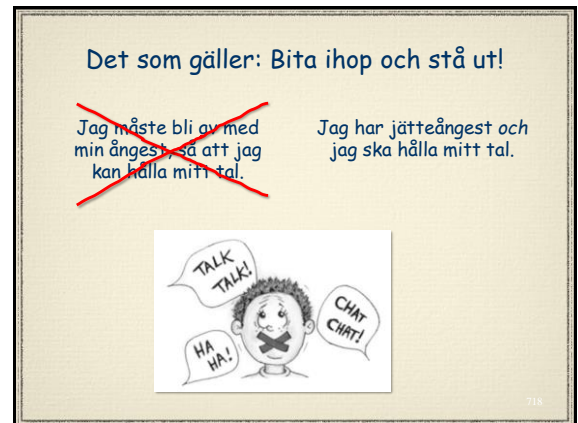 Det som gäller: Bita ihop och stå ut!
Jag måste bli av med
min ångest, så att jag
kan hålla mitt tal.
Jag har jätteångest och
jag ska hålla mitt tal.
TALK
TALK!
CHAT
CHAT!
HA
HA!
718